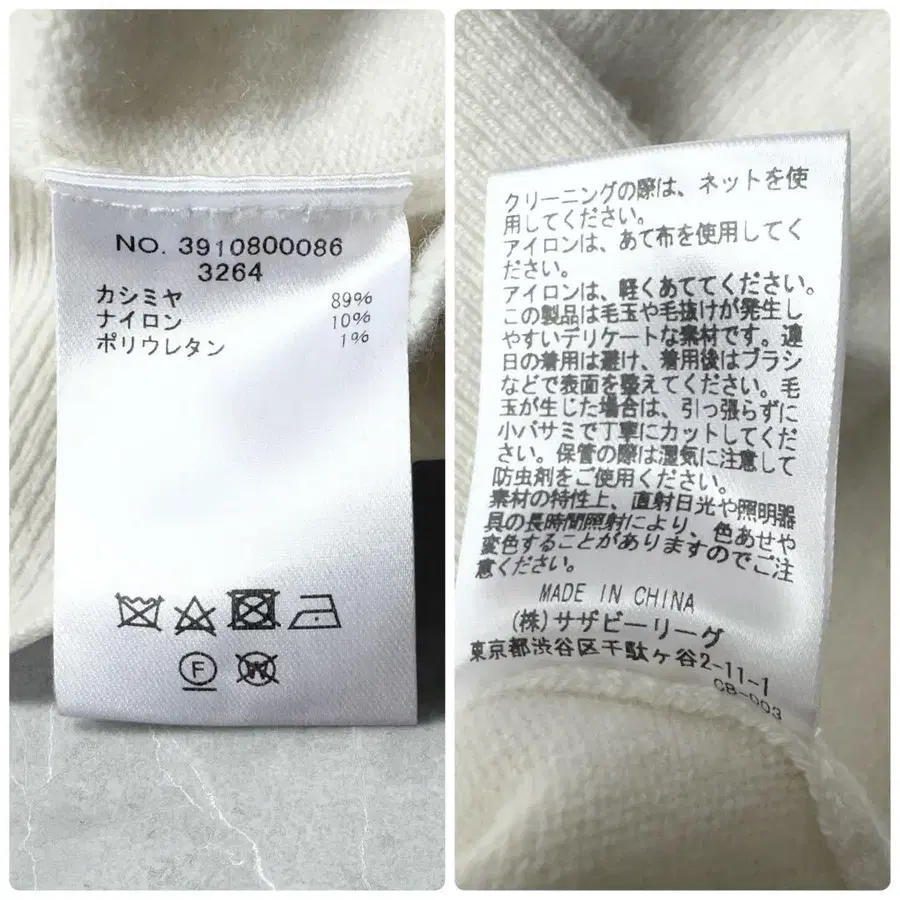 NO. 3910800086
3264
カシミヤ 89%
ナイロン 10%
ポリウレタン 1%
F
W
クリーニングの際は、ネットを使
用してください。
アイロンは、あて布を使用してく
ださい。
アイロンは、軽くあててください。
この製品は毛玉や毛抜けが発生し
やすいデリケートな素材です。連
日の着用は避け、着用後はブラシ
などで表面を整えてください。毛
玉が生じた場合は、引っ張らずに
小バサミで丁寧にカットしてくだ
さい。保管の際は湿気に注意して
防虫剤をご使用ください。
素材の特性上、直射日光や照明器
具の長時間照射により、色あせや
変色することがありますのでご注
意ください。
MADE IN CHINA
(株)サザビーリーグ
東京都渋谷区千駄ヶ谷2-11-1
CB-003